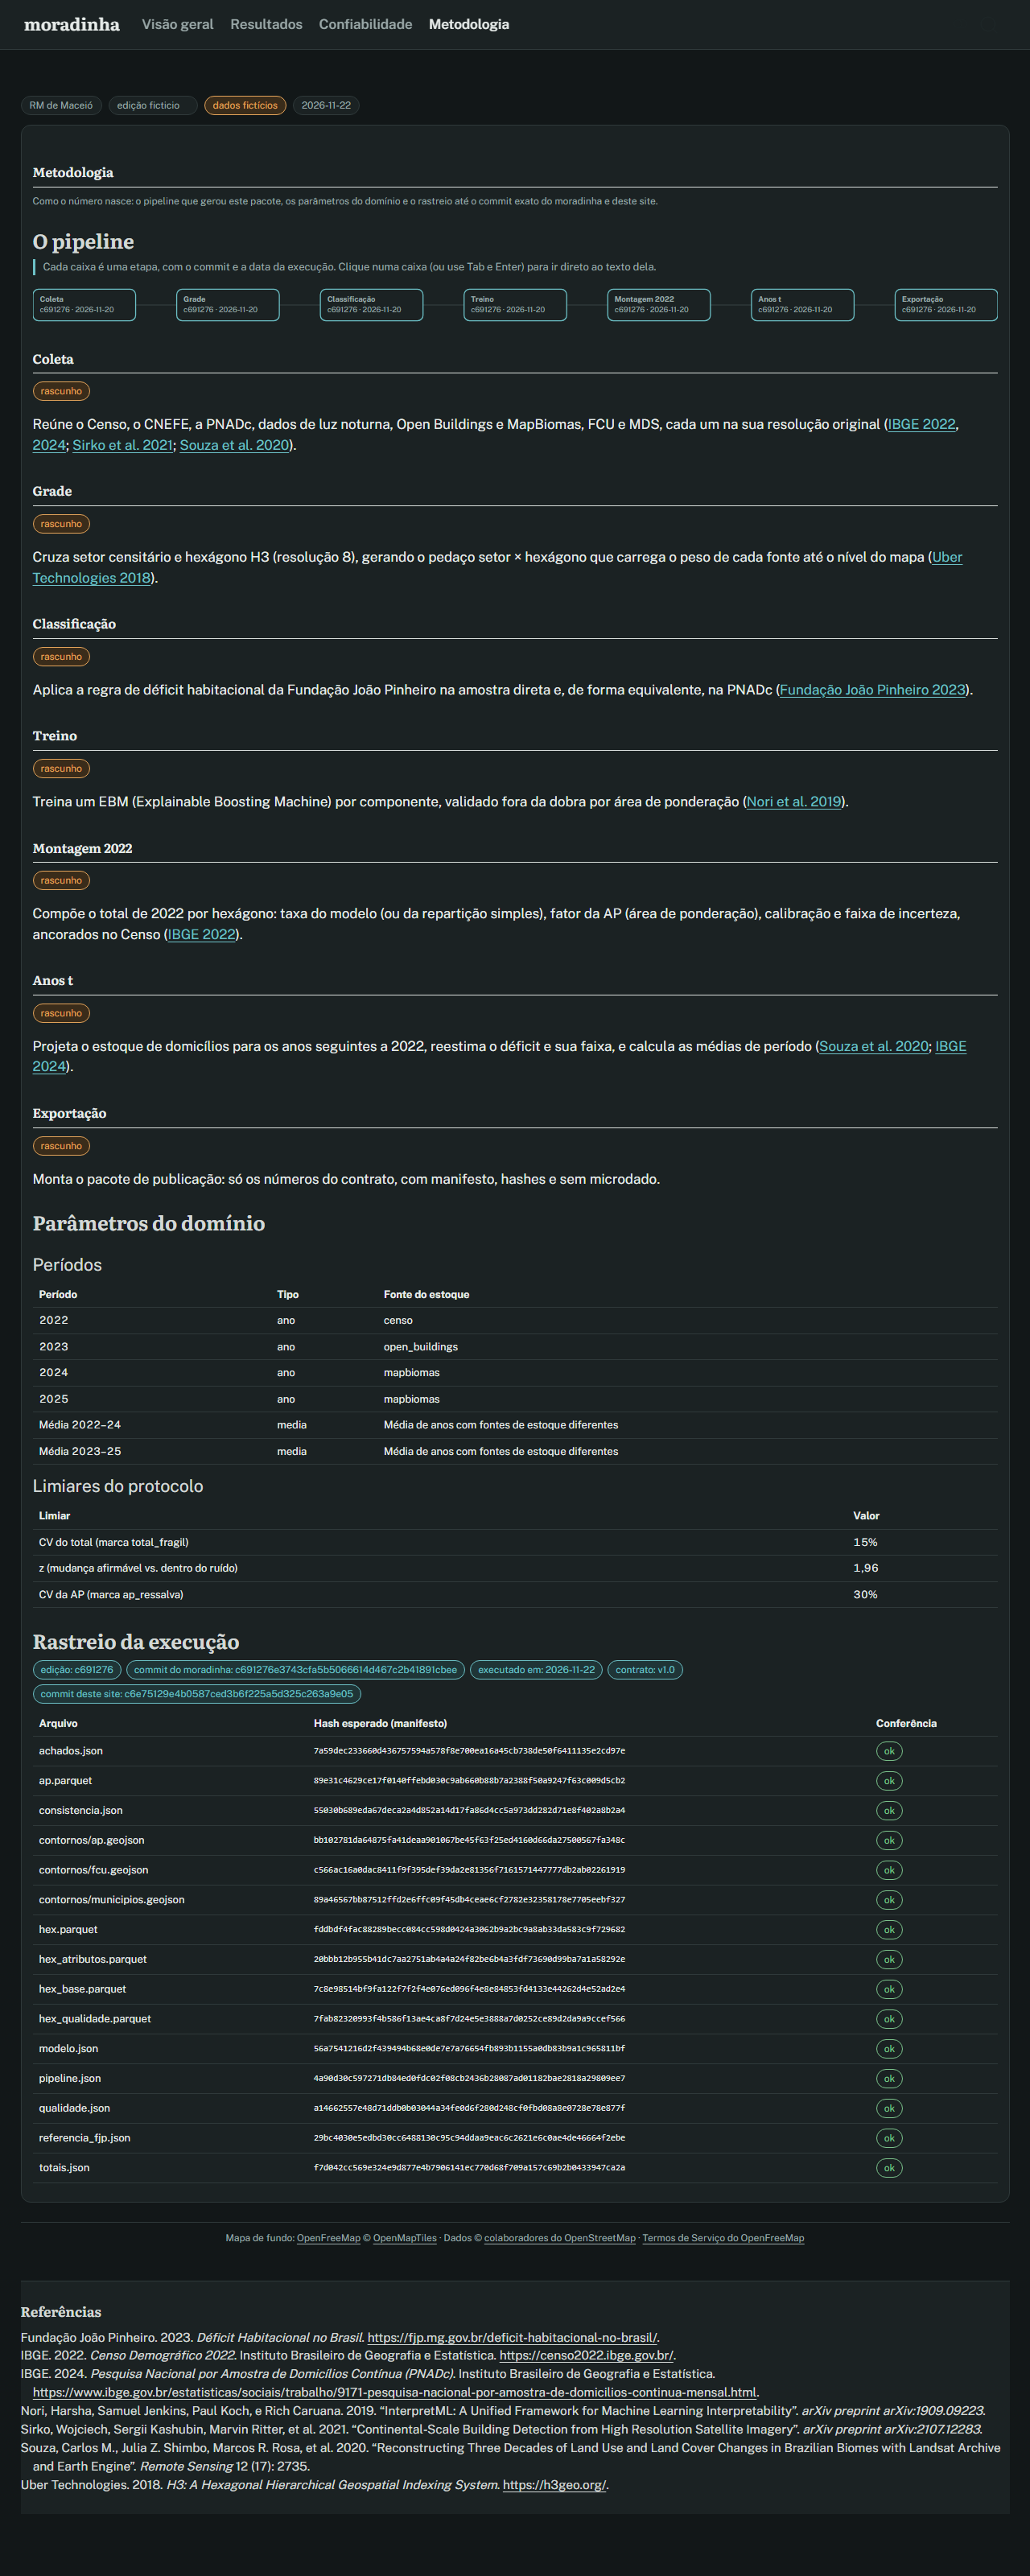 moradinha Visão geral Resultados Confiabilidade Metodologia
RM de Maceió edição ficticio dados fictícios 2026-11-22
Metodologia
Como o número nasce: o pipeline que gerou este pacote, os parâmetros do domínio e o rastreio até o commit exato do moradinha e deste site.
O pipeline
Cada caixa é uma etapa, com o commit e a data da execução. Clique numa caixa (ou use Tab e Enter) para ir direto ao texto dela.
Coleta Grade Classificação Treino Montagem 2022 Anos t Exportação
c691276 · 2026-11-20 c691276 · 2026-11-20 c691276 · 2026-11-20 c691276 · 2026-11-20 c691276 · 2026-11-20 c691276 · 2026-11-20 c691276 · 2026-11-20
Coleta
rascunho
Reúne o Censo, o CNEFE, a PNADc, dados de luz noturna, Open Buildings e MapBiomas, FCU e MDS, cada um na sua resolução original (IBGE 2022,
2024; Sirko et al. 2021; Souza et al. 2020).
Grade
rascunho
Cruza setor censitário e hexágono H3 (resolução 8), gerando o pedaço setor × hexágono que carrega o peso de cada fonte até o nível do mapa (Uber
Technologies 2018).
Classificação
rascunho
Aplica a regra de déficit habitacional da Fundação João Pinheiro na amostra direta e, de forma equivalente, na PNADc (Fundação João Pinheiro 2023).
Treino
rascunho
Treina um EBM (Explainable Boosting Machine) por componente, validado fora da dobra por área de ponderação (Nori et al. 2019).
Montagem 2022
rascunho
Compõe o total de 2022 por hexágono: taxa do modelo (ou da repartição simples), fator da AP (área de ponderação), calibração e faixa de incerteza,
ancorados no Censo (IBGE 2022).
Anos t
rascunho
Projeta o estoque de domicílios para os anos seguintes a 2022, reestima o déficit e sua faixa, e calcula as médias de período (Souza et al. 2020; IBGE
2024).
Exportação
rascunho
Monta o pacote de publicação: só os números do contrato, com manifesto, hashes e sem microdado.
Parâmetros do domínio
Períodos
Período Tipo Fonte do estoque
2022 ano censo
2023 ano open_buildings
2024 ano mapbiomas
2025 ano mapbiomas
Média 2022–24 media Média de anos com fontes de estoque diferentes
Média 2023–25 media Média de anos com fontes de estoque diferentes
Limiares do protocolo
Limiar Valor
CV do total (marca total_fragil) 15%
z (mudança afirmável vs. dentro do ruído) 1,96
CV da AP (marca ap_ressalva) 30%
Rastreio da execução
edição: c691276 commit do moradinha: c691276e3743cfa5b5066614d467c2b41891cbee executado em: 2026-11-22 contrato: v1.0
commit deste site: c6e75129e4b0587ced3b6f225a5d325c263a9e05
Arquivo Hash esperado (manifesto) Conferência
achados.json 7a59dec233660d436757594a578f8e700ea16a45cb738de50f6411135e2cd97e ok
ap.parquet 89e31c4629ce17f0140ffebd030c9ab660b88b7a2388f50a9247f63c009d5cb2 ok
consistencia.json 55030b689eda67deca2a4d852a14d17fa86d4cc5a973dd282d71e8f402a8b2a4 ok
contornos/ap.geojson bb102781da64875fa41deaa901067be45f63f25ed4160d66da27500567fa348c ok
contornos/fcu.geojson c566ac16a0dac8411f9f395def39da2e81356f7161571447777db2ab02261919 ok
contornos/municipios.geojson 89a46567bb87512ffd2e6ffc09f45db4ceae6cf2782e32358178e7705eebf327 ok
hex.parquet fddbdf4fac88289becc084cc598d0424a3062b9a2bc9a8ab33da583c9f729682 ok
hex_atributos.parquet 20bbb12b955b41dc7aa2751ab4a4a24f82be6b4a3fdf73690d99ba7a1a58292e ok
hex_base.parquet 7c8e98514bf9fa122f7f2f4e076ed096f4e8e84853fd4133e44262d4e52ad2e4 ok
hex_qualidade.parquet 7fab82320993f4b586f13ae4ca8f7d24e5e3888a7d0252ce89d2da9a9ccef566 ok
modelo.json 56a7541216d2f439494b68e0de7e7a76654fb893b1155a0db83b9a1c965811bf ok
pipeline.json 4a90d30c597271db84ed0fdc02f08cb2436b28087ad01182bae2818a29809ee7 ok
qualidade.json a14662557e48d71ddb0b03044a34fe0d6f280d248cf0fbd08a8e0728e78e877f ok
referencia_fjp.json 29bc4030e5edbd30cc6488130c95c94ddaa9eac6c2621e6c0ae4de46664f2ebe ok
totais.json f7d042cc569e324e9d877e4b7906141ec770d68f709a157c69b2b0433947ca2a ok
Mapa de fundo: OpenFreeMap © OpenMapTiles · Dados © colaboradores do OpenStreetMap · Termos de Serviço do OpenFreeMap
Referências
Fundação João Pinheiro. 2023. Déficit Habitacional no Brasil. https://fjp.mg.gov.br/deficit-habitacional-no-brasil/.
IBGE. 2022. Censo Demográfico 2022. Instituto Brasileiro de Geografia e Estatística. https://censo2022.ibge.gov.br/.
IBGE. 2024. Pesquisa Nacional por Amostra de Domicílios Contínua (PNADc). Instituto Brasileiro de Geografia e Estatística.
https://www.ibge.gov.br/estatisticas/sociais/trabalho/9171-pesquisa-nacional-por-amostra-de-domicilios-continua-mensal.html.
Nori, Harsha, Samuel Jenkins, Paul Koch, e Rich Caruana. 2019. “InterpretML: A Unified Framework for Machine Learning Interpretability”. arXiv preprint arXiv:1909.09223.
Sirko, Wojciech, Sergii Kashubin, Marvin Ritter, et al. 2021. “Continental-Scale Building Detection from High Resolution Satellite Imagery”. arXiv preprint arXiv:2107.12283.
Souza, Carlos M., Julia Z. Shimbo, Marcos R. Rosa, et al. 2020. “Reconstructing Three Decades of Land Use and Land Cover Changes in Brazilian Biomes with Landsat Archive
and Earth Engine”. Remote Sensing 12 (17): 2735.
Uber Technologies. 2018. H3: A Hexagonal Hierarchical Geospatial Indexing System. https://h3geo.org/.